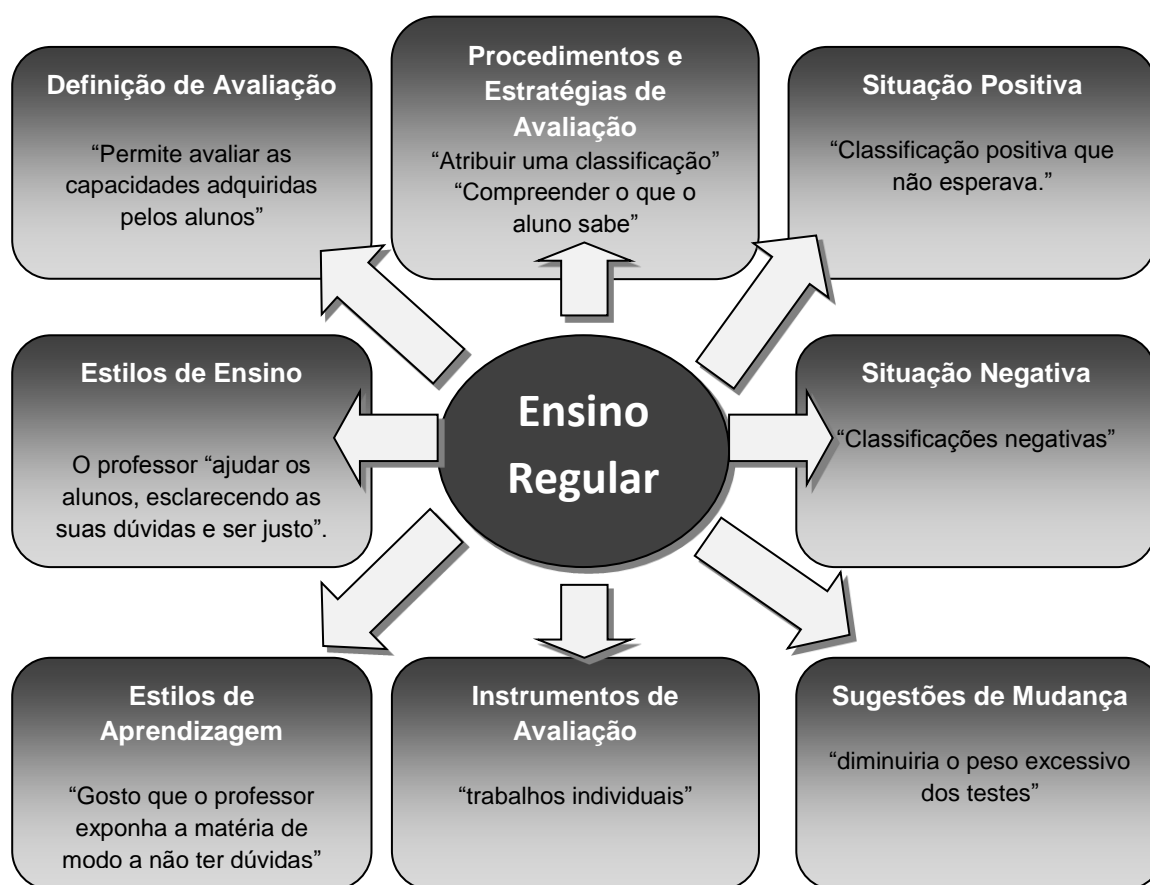 Definição de Avaliação
“Permite avaliar as
capacidades adquiridas
pelos alunos”
Procedimentos e
Estratégias de
Avaliação
“Atribuir uma classificação”
“Compreender o que o
aluno sabe”
Situação Positiva
“Classificação positiva que
não esperava.”
Estilos de Ensino
O professor “ajudar os
alunos, esclarecendo as
suas dúvidas e ser justo”.
Ensino
Regular
Situação Negativa
“Classificações negativas”
Estilos de
Aprendizagem
“Gosto que o professor
exponha a matéria de
modo a não ter dúvidas”
Instrumentos de
Avaliação
“trabalhos individuais”
Sugestões de Mudança
“diminuiria o peso excessivo
dos testes”